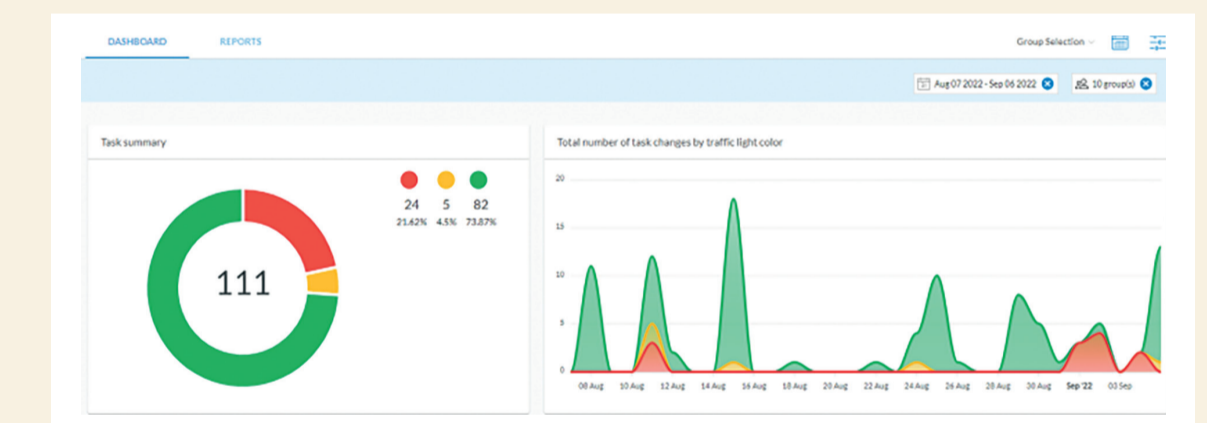 DASHBOARD REPORTS Group Selection
Aug 07 2022 - Sep 06 2022 10 group(s)
Task summary
24 5 82
21.62% 4.5% 73.87%
111
Total number of task changes by traffic light color
20
15
10
5
0
08 Aug 10 Aug 12 Aug 14 Aug 16 Aug 18 Aug 20 Aug 22 Aug 24 Aug 26 Aug 28 Aug 30 Aug Sep '22 03 Sep